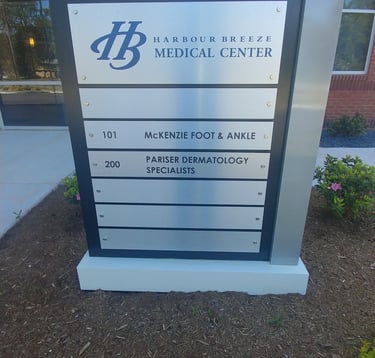 HB
HARBOUR BREEZE
MEDICAL CENTER
101 McKENZIE FOOT & ANKLE
200 PARISER DERMATOLOGY
SPECIALISTS